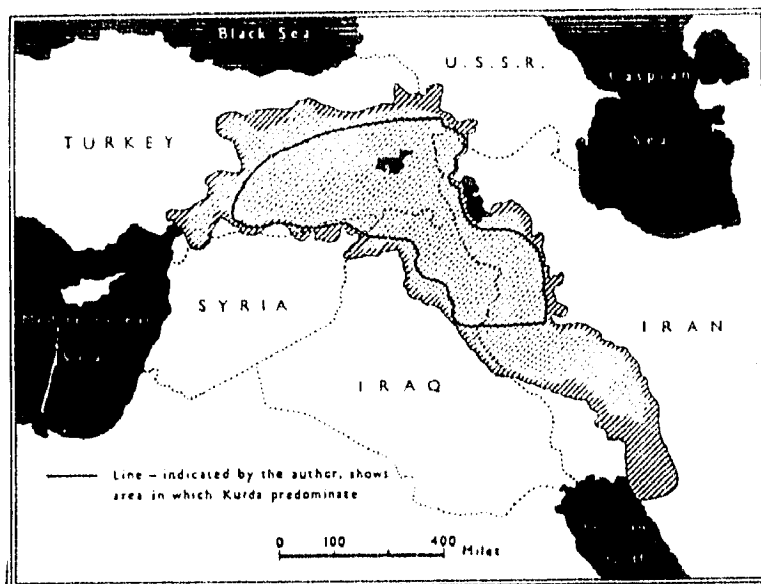 Black Sea
U.S.S.R.
Caspian
Sea
TURKEY
SYRIA
IRAN
IRAQ
Line – indicated by the author, shows
area in which Kurda predominate
0 100 400
Miles